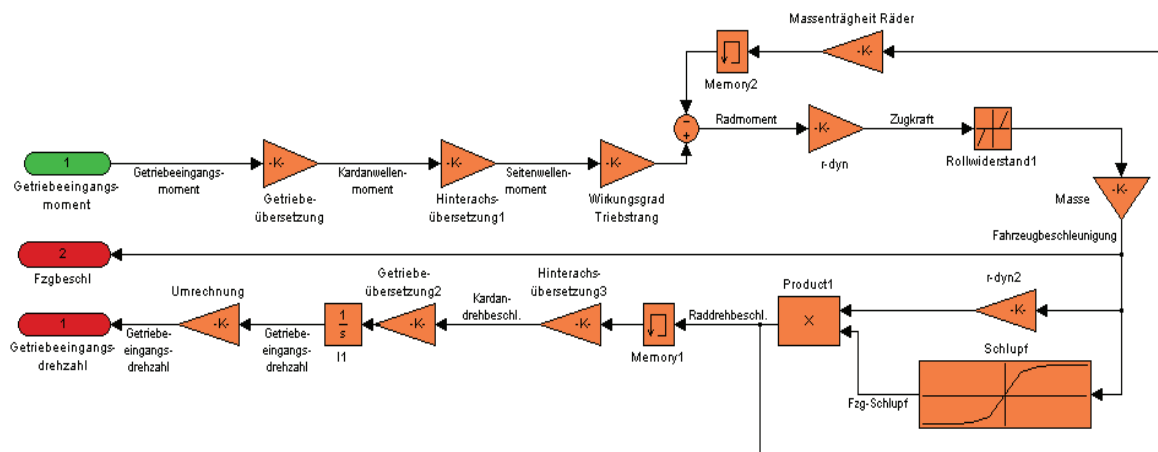 Massenträgheit Räder
-K-
Memory2
Radmoment
-K-
r-dyn
Zugkraft
Rollwiderstand1
-
+
1
Getriebeeingangs-
moment
Getriebeeingangs-
moment
-K-
Getriebe-
übersetzung
Kardanwellen-
moment
-K-
Hinterachs-
übersetzung1
Seitenwellen-
moment
-K-
Wirkungsgrad
Triebstrang
-K-
Masse
Fahrzeugbeschleunigung
2
Fzgbeschl
1
Getriebeeingangs-
drehzahl
Getriebe-
eingangs-
drehzahl
Umrechnung
-K-
Getriebe-
eingangs-
drehzahl
1
s
I1
Getriebe-
übersetzung2
-K-
Kardan-
drehbeschl.
Hinterachs-
übersetzung3
-K-
Memory1
Raddrehbeschl.
Product1
X
r-dyn2
-K-
Schlupf
Fzg-Schlupf